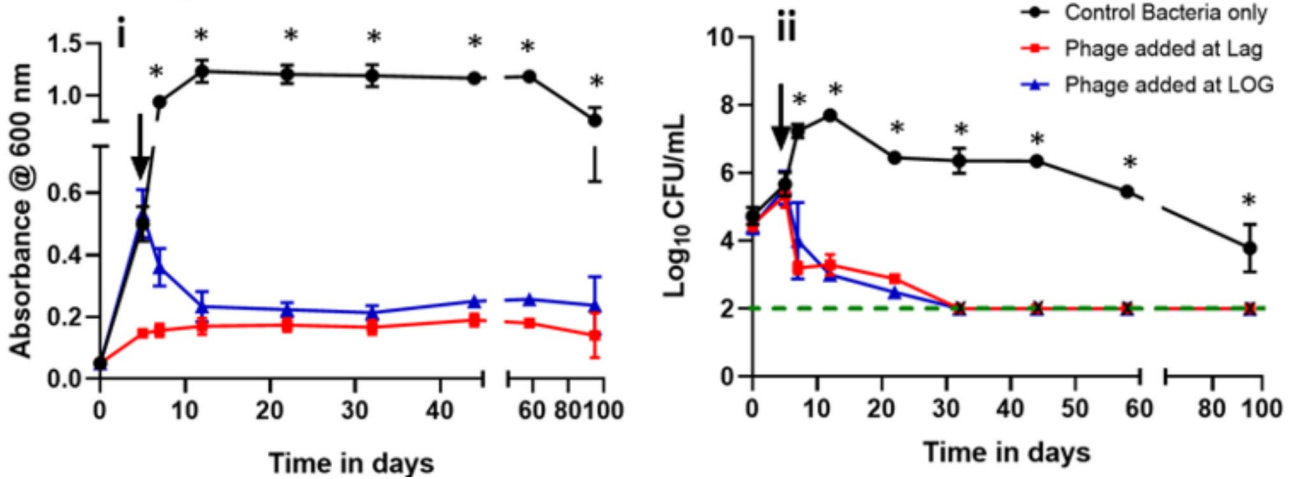 i
* * * * * * *
1.5
1.0
0.6
0.4
0.2
0.0
Absorbance @ 600 nm
0 10 20 30 40 60 80 100
Time in days
ii
Control Bacteria only
Phage added at Lag
Phage added at LOG
* * * * * * *
10
8
6
4
2
0
Log10 CFU/mL
0 10 20 30 40 50 60 80 100
Time in days